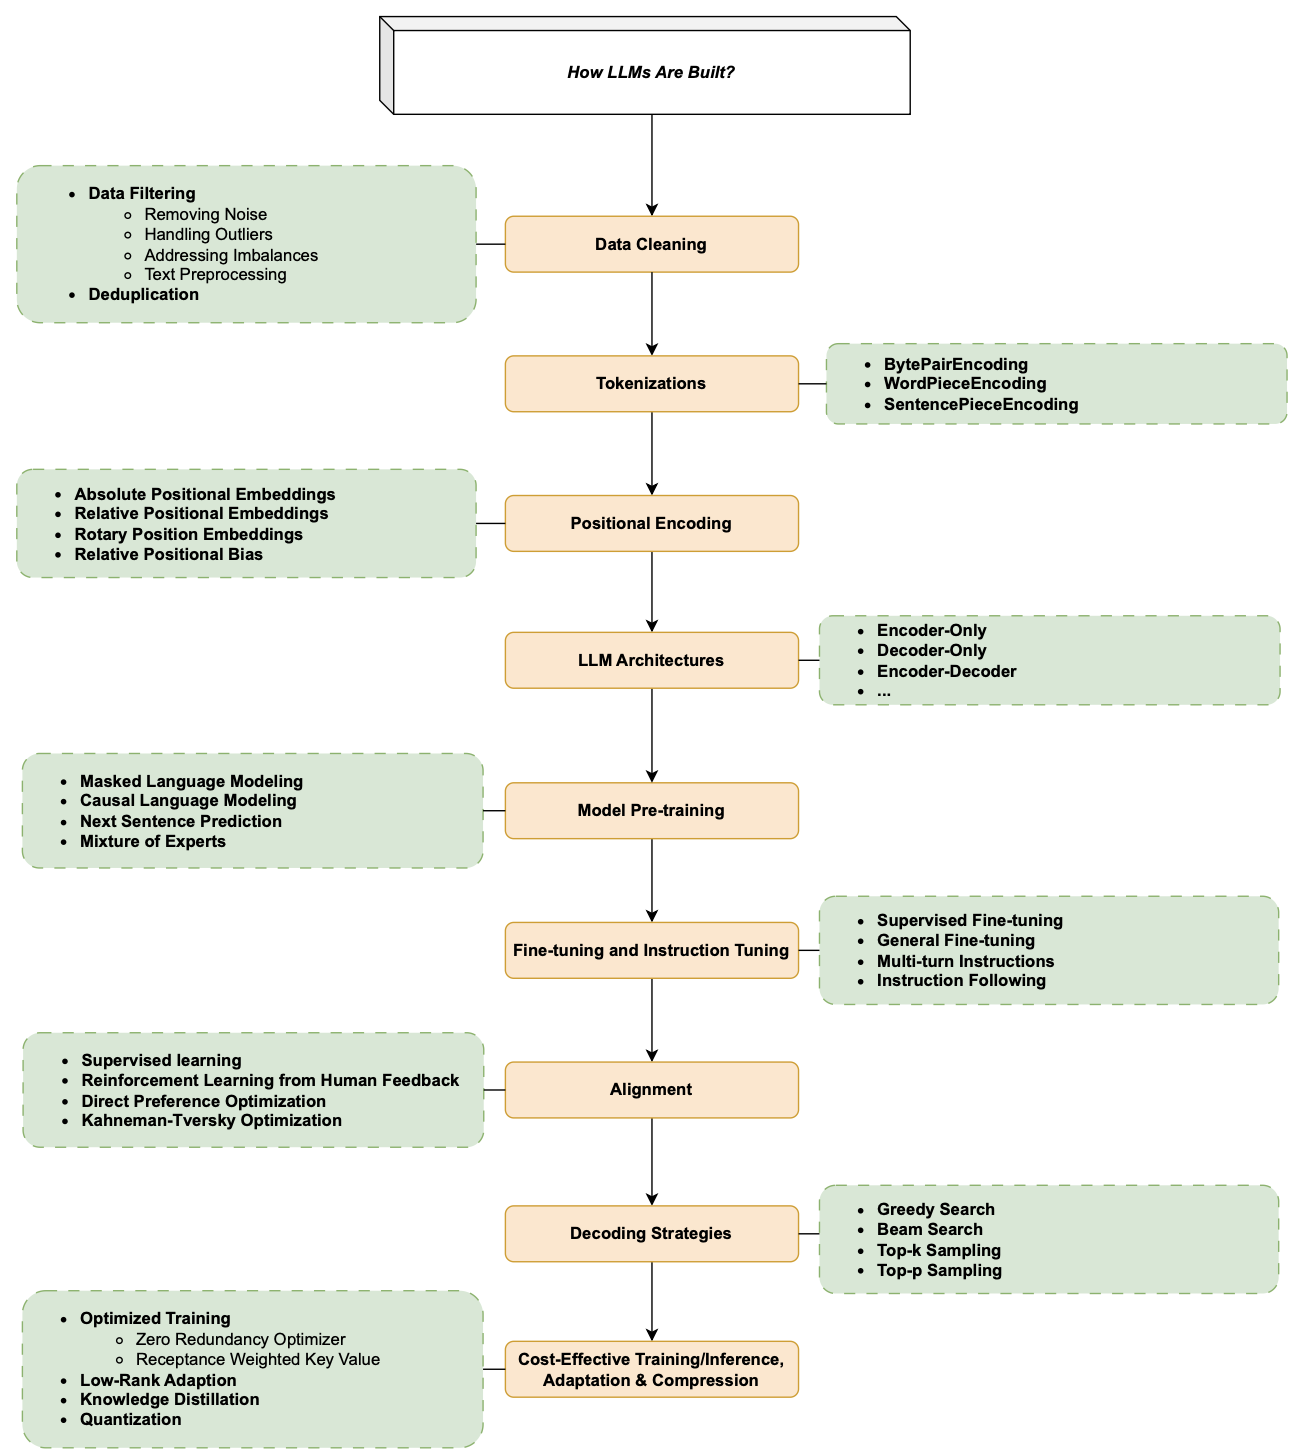 How LLMs Are Built?
Data Filtering
Removing Noise
Handling Outliers
Addressing Imbalances
Text Preprocessing
Deduplication
Data Cleaning
Tokenizations
BytePairEncoding
WordPieceEncoding
SentencePieceEncoding
Absolute Positional Embeddings
Relative Positional Embeddings
Rotary Position Embeddings
Relative Positional Bias
Positional Encoding
LLM Architectures
Encoder-Only
Decoder-Only
Encoder-Decoder
...
Masked Language Modeling
Causal Language Modeling
Next Sentence Prediction
Mixture of Experts
Model Pre-training
Fine-tuning and Instruction Tuning
Supervised Fine-tuning
General Fine-tuning
Multi-turn Instructions
Instruction Following
Supervised learning
Reinforcement Learning from Human Feedback
Direct Preference Optimization
Kahneman-Tversky Optimization
Alignment
Decoding Strategies
Greedy Search
Beam Search
Top-k Sampling
Top-p Sampling
Optimized Training
Zero Redundancy Optimizer
Receptance Weighted Key Value
Low-Rank Adaption
Knowledge Distillation
Quantization
Cost-Effective Training/Inference,
Adaptation & Compression